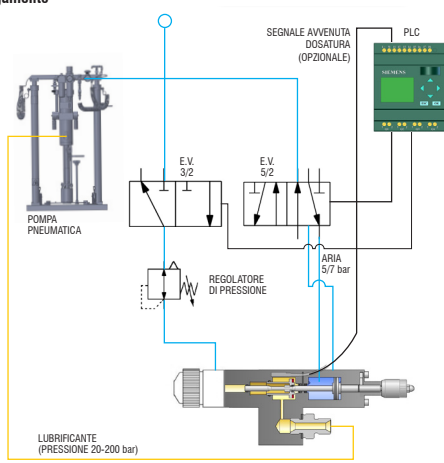 SEGNALE AVVENUTA
DOSATURA
(OPZIONALE)
PLC
SIEMENS
E.V.
3/2
E.V.
5/2
POMPA
PNEUMATICA
ARIA
5/7 bar
REGOLATORE
DI PRESSIONE
LUBRIFICANTE
(PRESSIONE 20-200 bar)